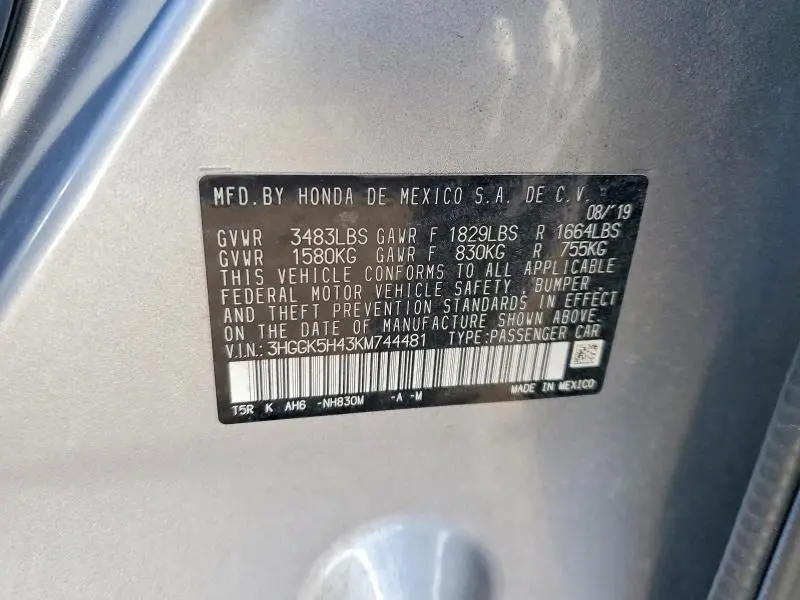 MFD. BY HONDA DE MEXICO S.A. DE C.V.
08/'19
GVWR 3483LBS GAWR F 1829LBS R 1664LBS
GVWR 1580KG GAWR F 830KG R 755KG
THIS VEHICLE CONFORMS TO ALL APPLICABLE
FEDERAL MOTOR VEHICLE SAFETY, BUMPER,
AND THEFT PREVENTION STANDARDS IN EFFECT
ON THE DATE OF MANUFACTURE SHOWN ABOVE.
V.I.N.: 3HGGK5H43KM744481 TYPE:PASSENGER CAR
MADE IN MEXICO
T5R K AH6 -NH830M -A -M